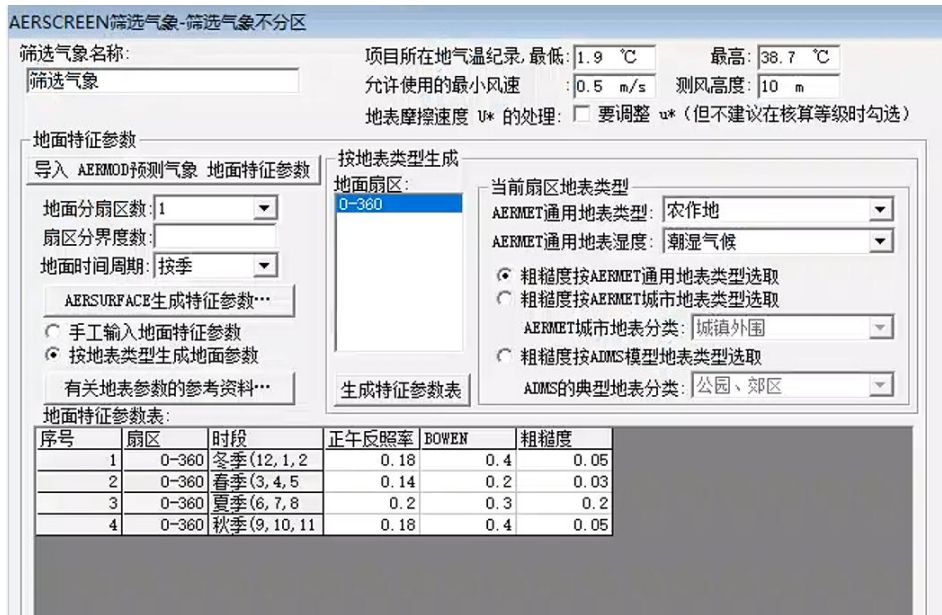 AERSCREEN筛选气象-筛选气象不分区
筛选气象名称:
筛选气象
项目所在地气温纪录,最低: 1.9 ℃ 最高: 38.7 ℃
允许使用的最小风速 : 0.5 m/s 测风高度: 10 m
地表摩擦速度 U* 的处理: 要调整 u*（但不建议在核算等级时勾选）
地面特征参数
导入 AERMOD预测气象 地面特征参数
地面分扇区数: 1
扇区分界度数:
地面时间周期: 按季
AERSURFACE生成特征参数…
手工输入地面特征参数
按地表类型生成地面参数
有关地表参数的参考资料…
按地表类型生成
地面扇区:
0-360
生成特征参数表
当前扇区地表类型
AERMET通用地表类型: 农作地
AERMET通用地表湿度: 潮湿气候
粗糙度按AERMET通用地表类型选取
粗糙度按AERMET城市地表类型选取
AERMET城市地表分类: 城镇外围
粗糙度按ADMS模型地表类型选取
ADMS的典型地表分类: 公园、郊区
地面特征参数表:
序号 扇区 时段 正午反照率 BOWEN 粗糙度
1 0-360 冬季(12,1,2 0.18 0.4 0.05
2 0-360 春季(3,4,5 0.14 0.2 0.03
3 0-360 夏季(6,7,8 0.2 0.3 0.2
4 0-360 秋季(9,10,11 0.18 0.4 0.05